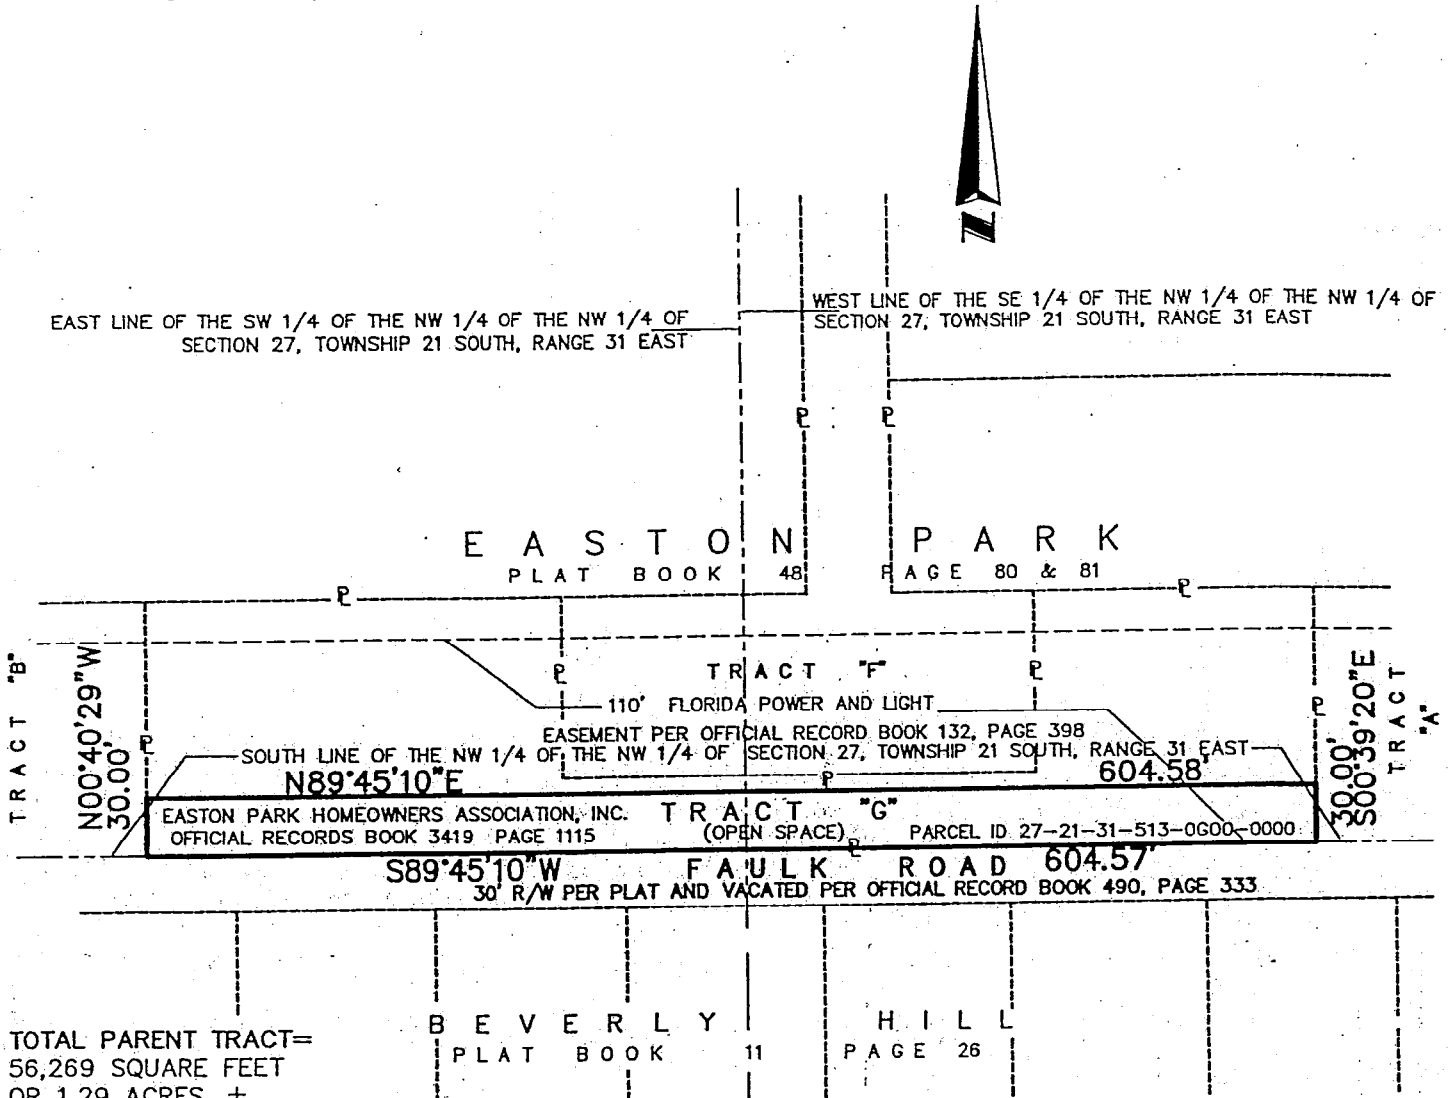 N
EAST LINE OF THE SW 1/4 OF THE NW 1/4 OF THE NW 1/4 OF
SECTION 27, TOWNSHIP 21 SOUTH, RANGE 31 EAST
WEST LINE OF THE SE 1/4 OF THE NW 1/4 OF THE NW 1/4 OF
SECTION 27, TOWNSHIP 21 SOUTH, RANGE 31 EAST
EASTON PARK
PLAT BOOK 48 PAGE 80 & 81
TRACT "B"
N00°40'29"W
30.00'
TRACT "F"
110' FLORIDA POWER AND LIGHT
EASEMENT PER OFFICIAL RECORD BOOK 132, PAGE 398
SOUTH LINE OF THE NW 1/4 OF THE NW 1/4 OF SECTION 27, TOWNSHIP 21 SOUTH, RANGE 31 EAST
N89°45'10"E
604.58'
30.00'
S00°39'20"E
TRACT "A"
EASTON PARK HOMEOWNERS ASSOCIATION, INC.
OFFICIAL RECORDS BOOK 3419 PAGE 1115
TRACT "G"
(OPEN SPACE)
PARCEL ID 27-21-31-513-0G00-0000
S89°45'10"W
FAULK ROAD
604.57'
30' R/W PER PLAT AND VACATED PER OFFICIAL RECORD BOOK 490, PAGE 333
BEVERLY HILL
PLAT BOOK 11 PAGE 26
TOTAL PARENT TRACT=
56,269 SQUARE FEET
OR 1.29 ACRES ±